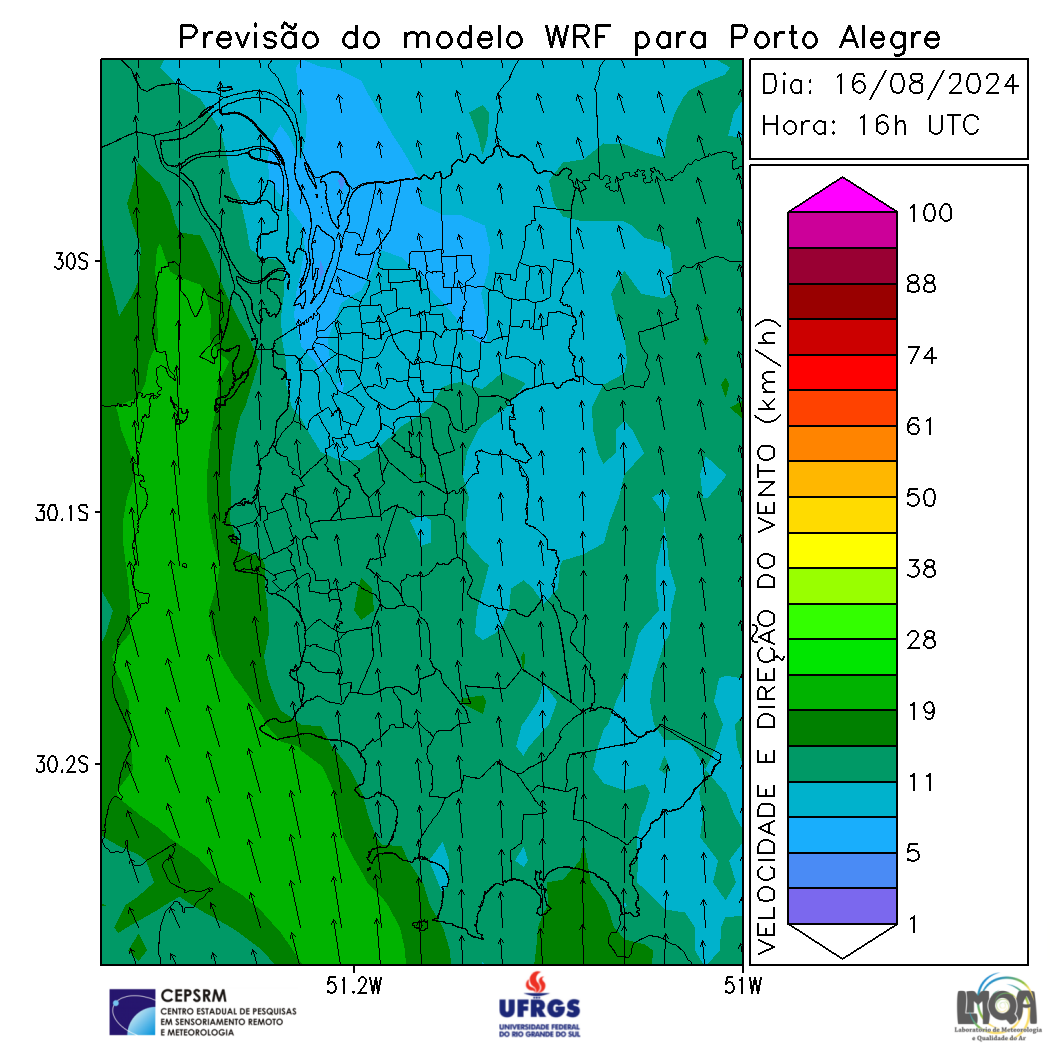 Previsão do modelo WRF para Porto Alegre
Dia: 16/08/2024
Hora: 16h UTC
30S
30.1S
30.2S
51.2W
51W
VELOCIDADE E DIREÇÃO DO VENTO (km/h)
100
88
74
61
50
38
28
19
11
5
1
CEPSRM
CENTRO ESTADUAL DE PESQUISAS
EM SENSORIAMENTO REMOTO
E METEOROLOGIA
UFRGS
UNIVERSIDADE FEDERAL
DO RIO GRANDE DO SUL
LMQA
Laboratório de Meteorologia
e Qualidade do Ar